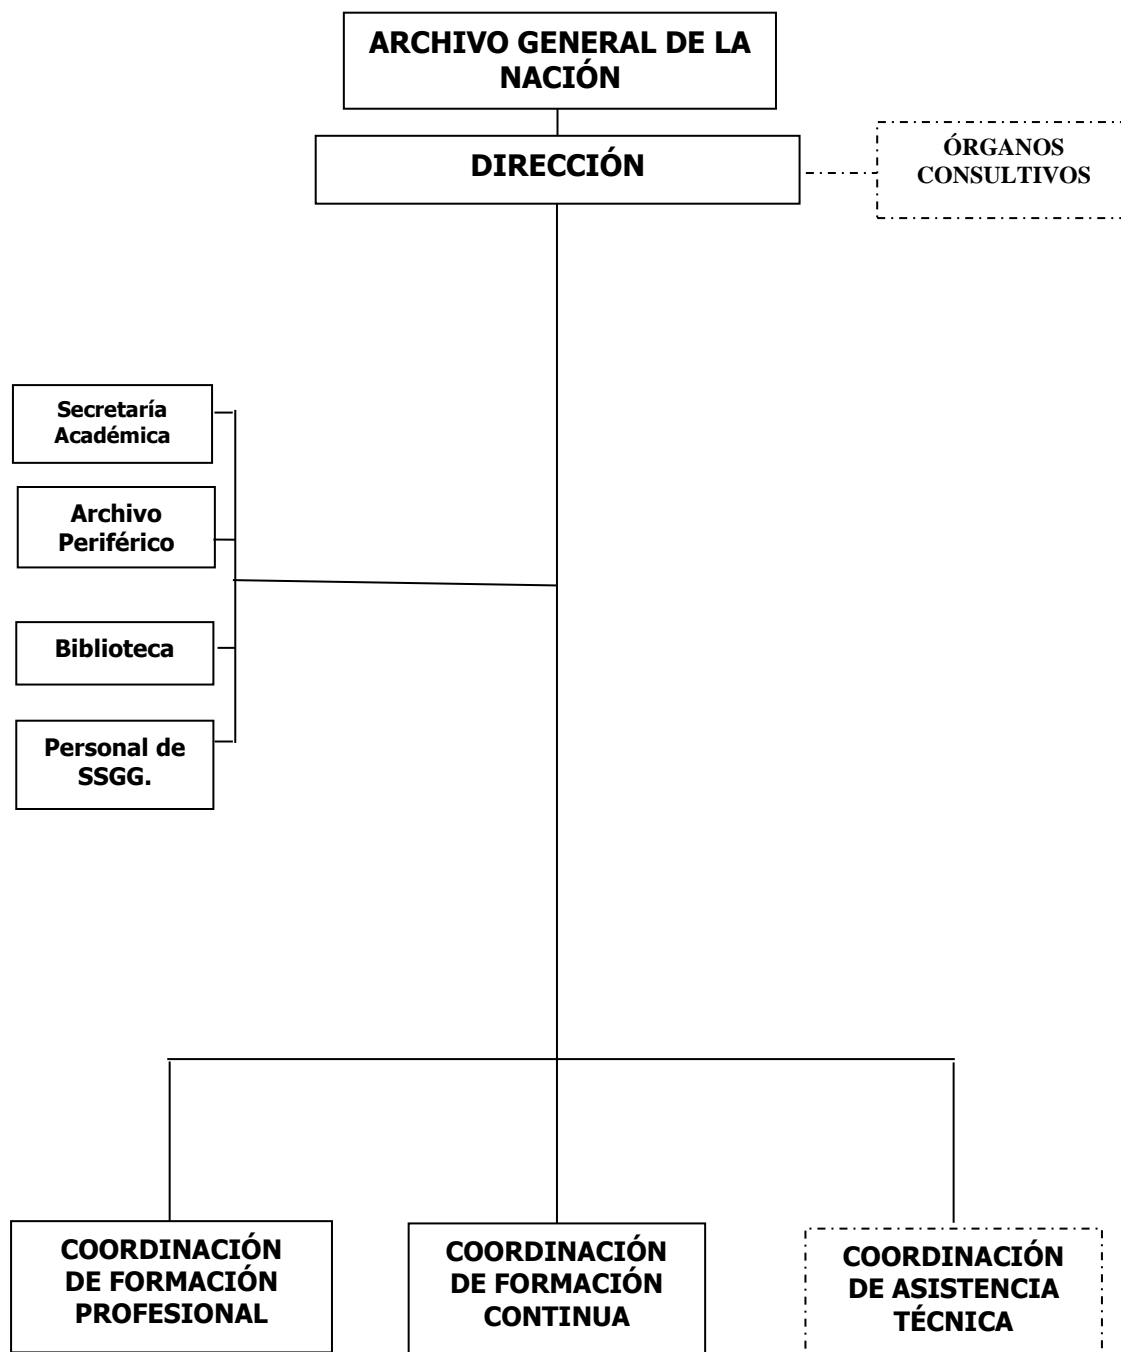 ARCHIVO GENERAL DE LA
NACIÓN
DIRECCIÓN
ÓRGANOS
CONSULTIVOS
Secretaría
Académica
Archivo
Periférico
Biblioteca
Personal de
SSGG.
COORDINACIÓN
DE FORMACIÓN
PROFESIONAL
COORDINACIÓN
DE FORMACIÓN
CONTINUA
COORDINACIÓN
DE ASISTENCIA
TÉCNICA